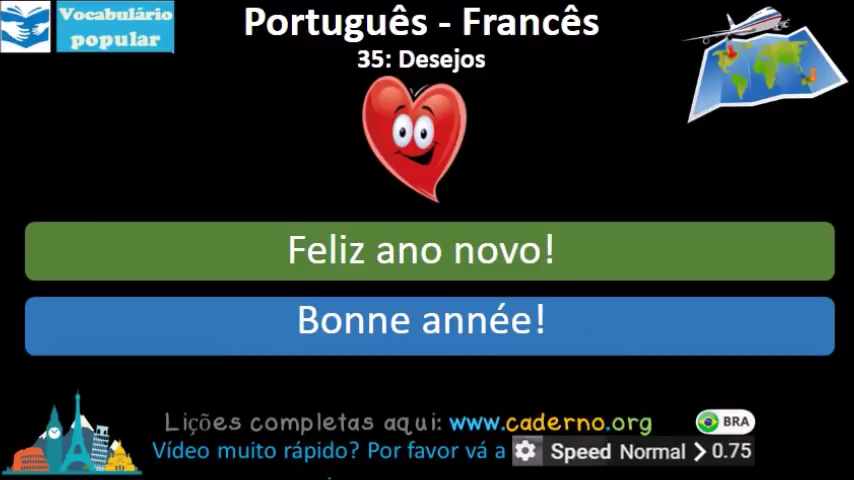 Vocabulário
popular
Português - Francês
35: Desejos
Feliz ano novo!
Bonne année!
Lições completas aqui: www.caderno.org
BRA
Vídeo muito rápido? Por favor vá a Speed Normal > 0.75